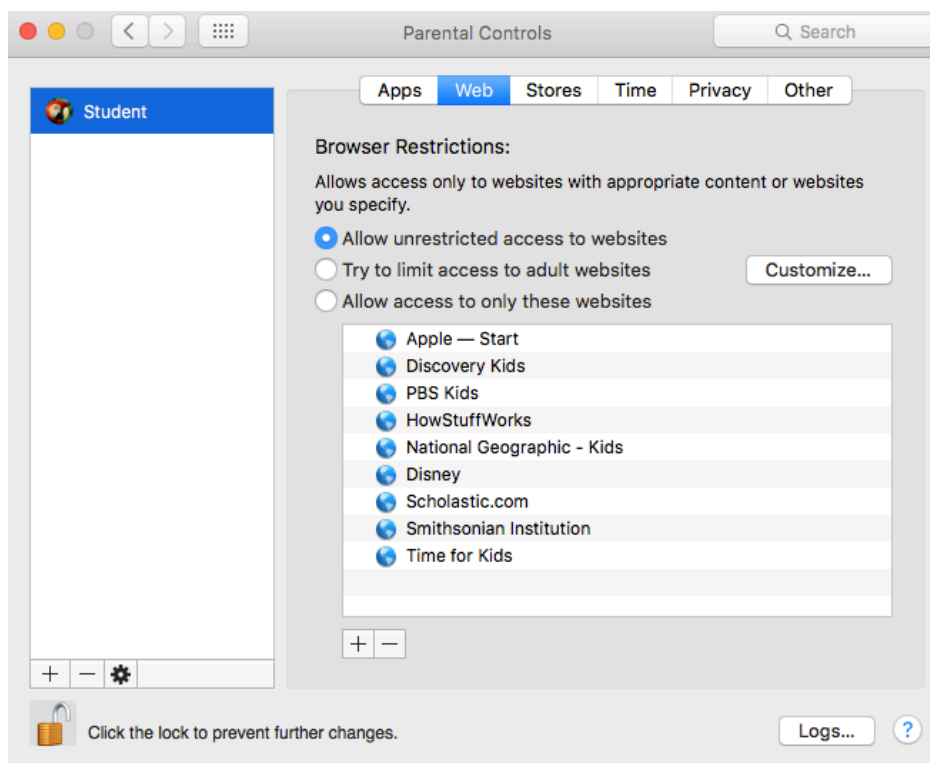 Parental Controls
Search
Student
Apps Web Stores Time Privacy Other
Browser Restrictions:
Allows access only to websites with appropriate content or websites
you specify.
Allow unrestricted access to websites
Try to limit access to adult websites
Customize...
Allow access to only these websites
Apple — Start
Discovery Kids
PBS Kids
HowStuffWorks
National Geographic - Kids
Disney
Scholastic.com
Smithsonian Institution
Time for Kids
+ −
+ −
Click the lock to prevent further changes.
Logs...
?